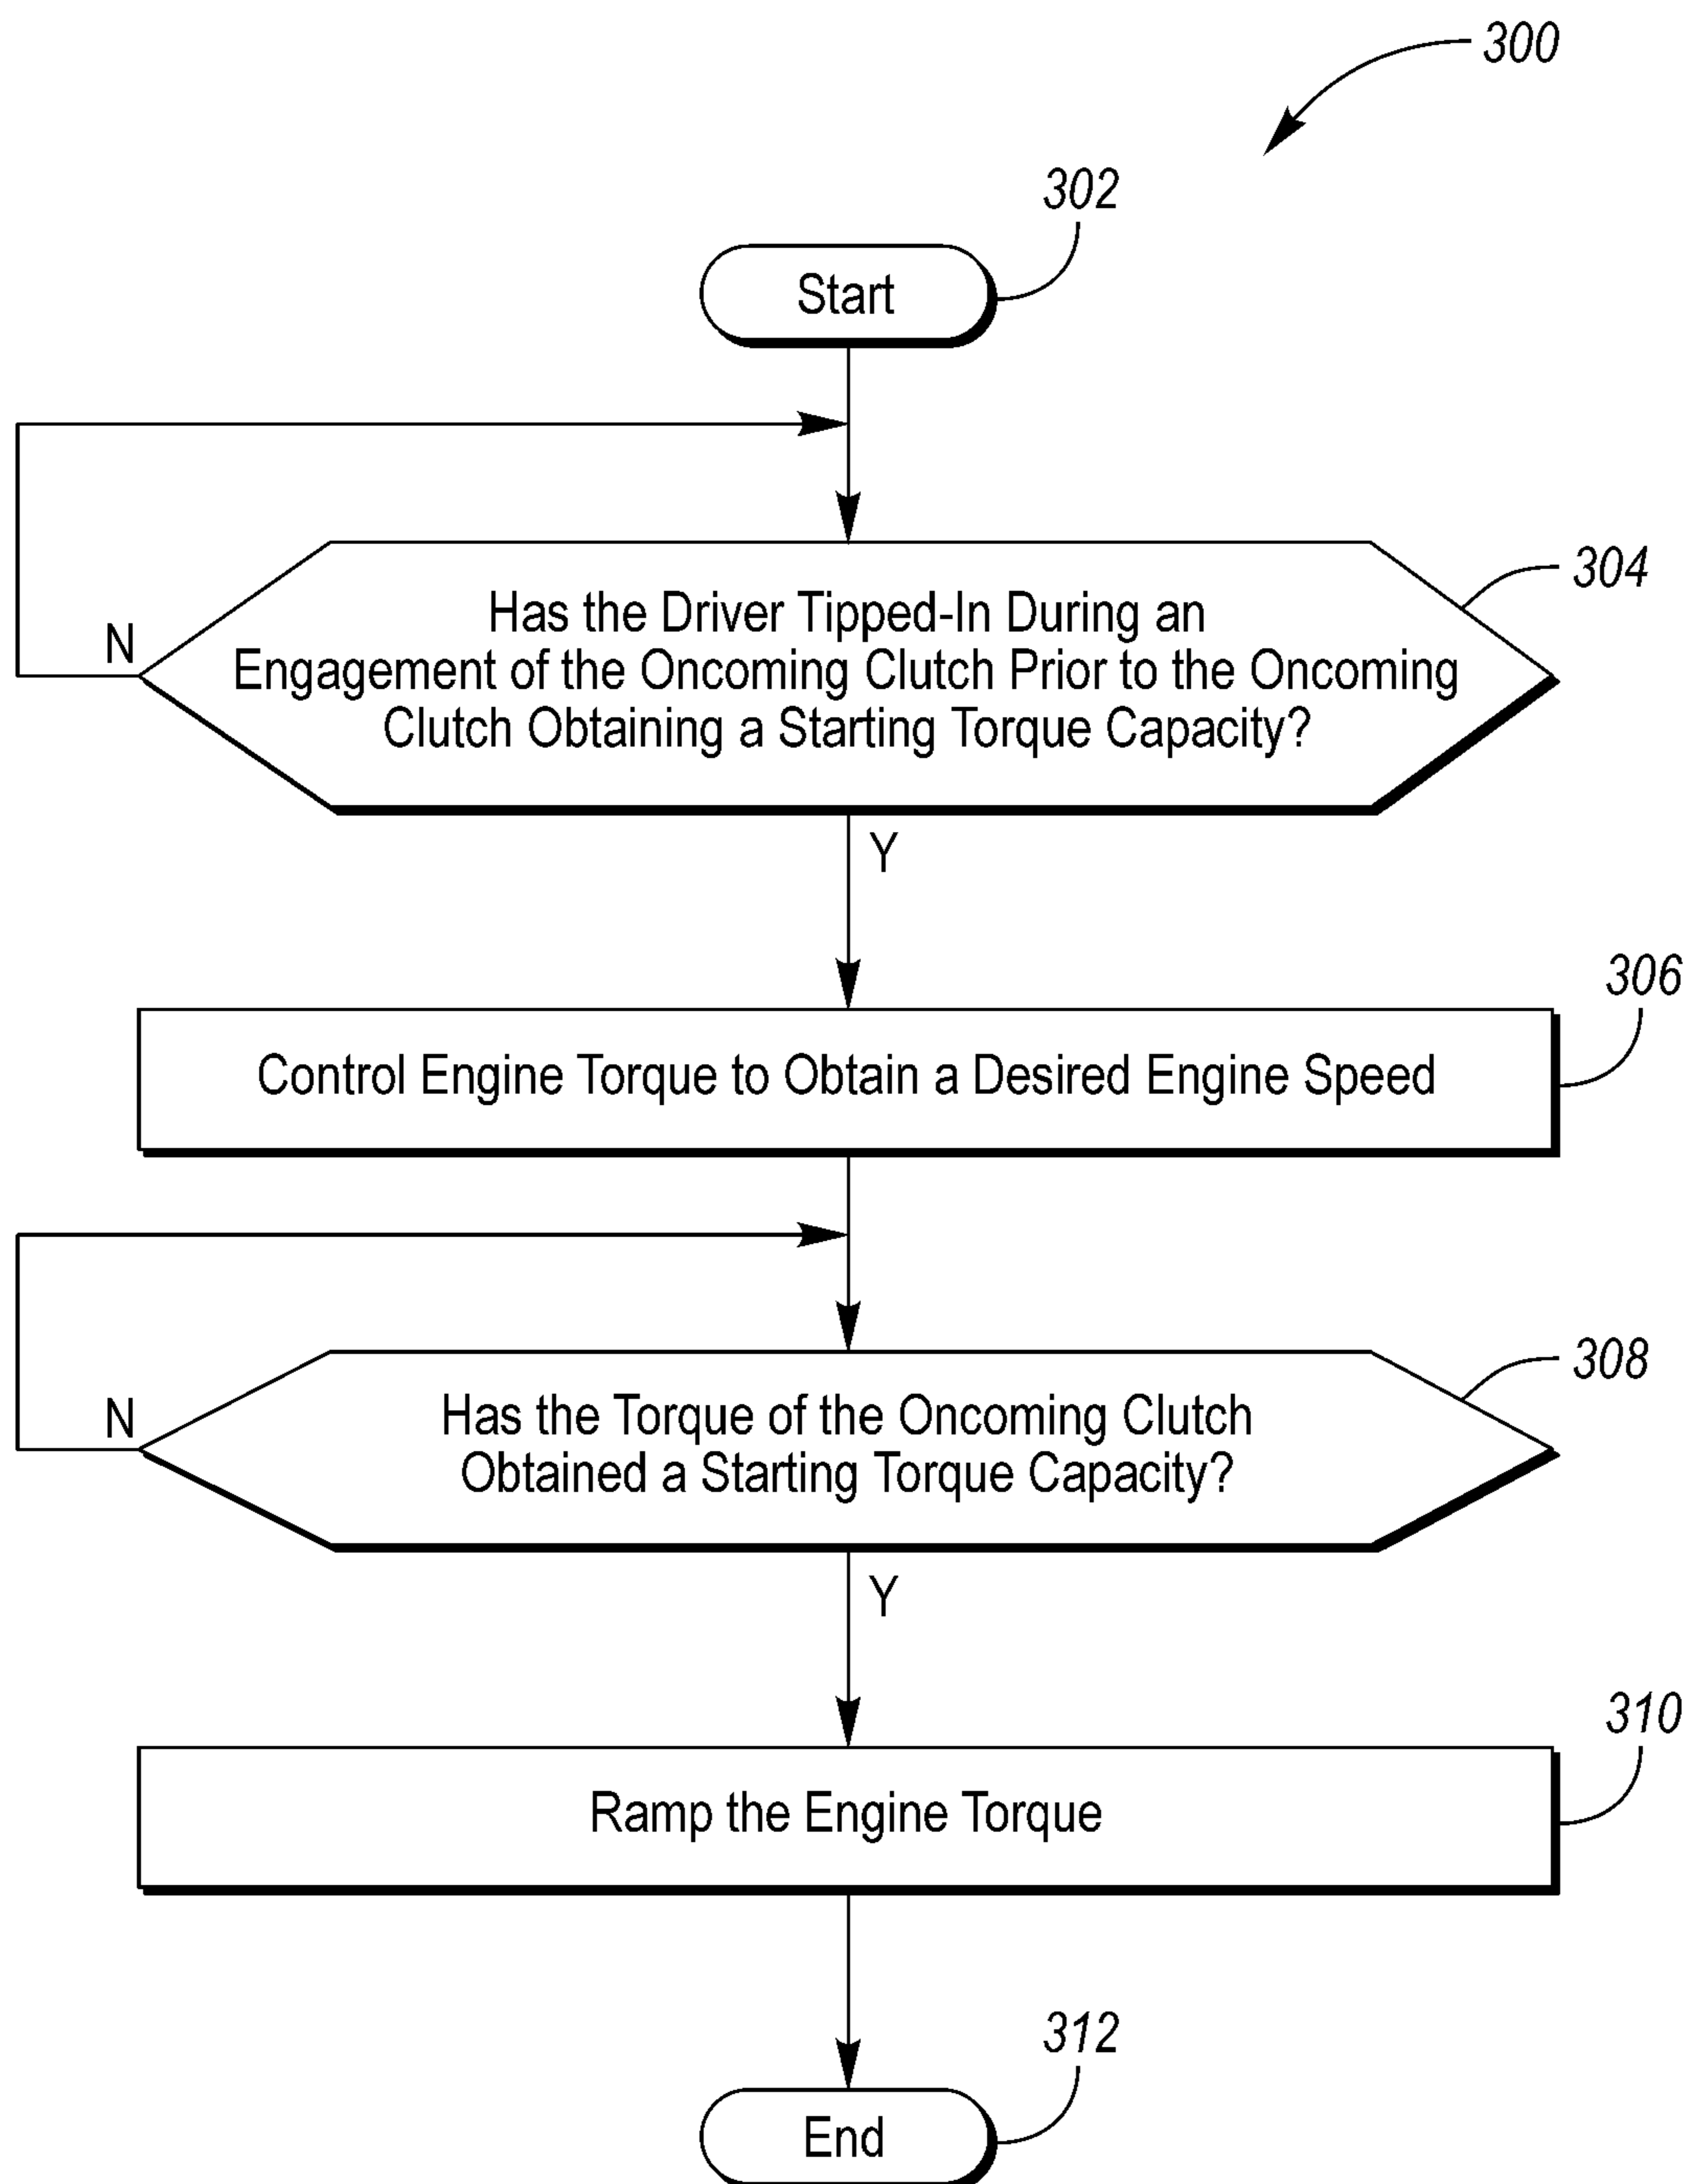 300
302
Start
304
Has the Driver Tipped-In During an
Engagement of the Oncoming Clutch Prior to the Oncoming
Clutch Obtaining a Starting Torque Capacity?
N
Y
306
Control Engine Torque to Obtain a Desired Engine Speed
308
Has the Torque of the Oncoming Clutch
Obtained a Starting Torque Capacity?
N
Y
310
Ramp the Engine Torque
312
End